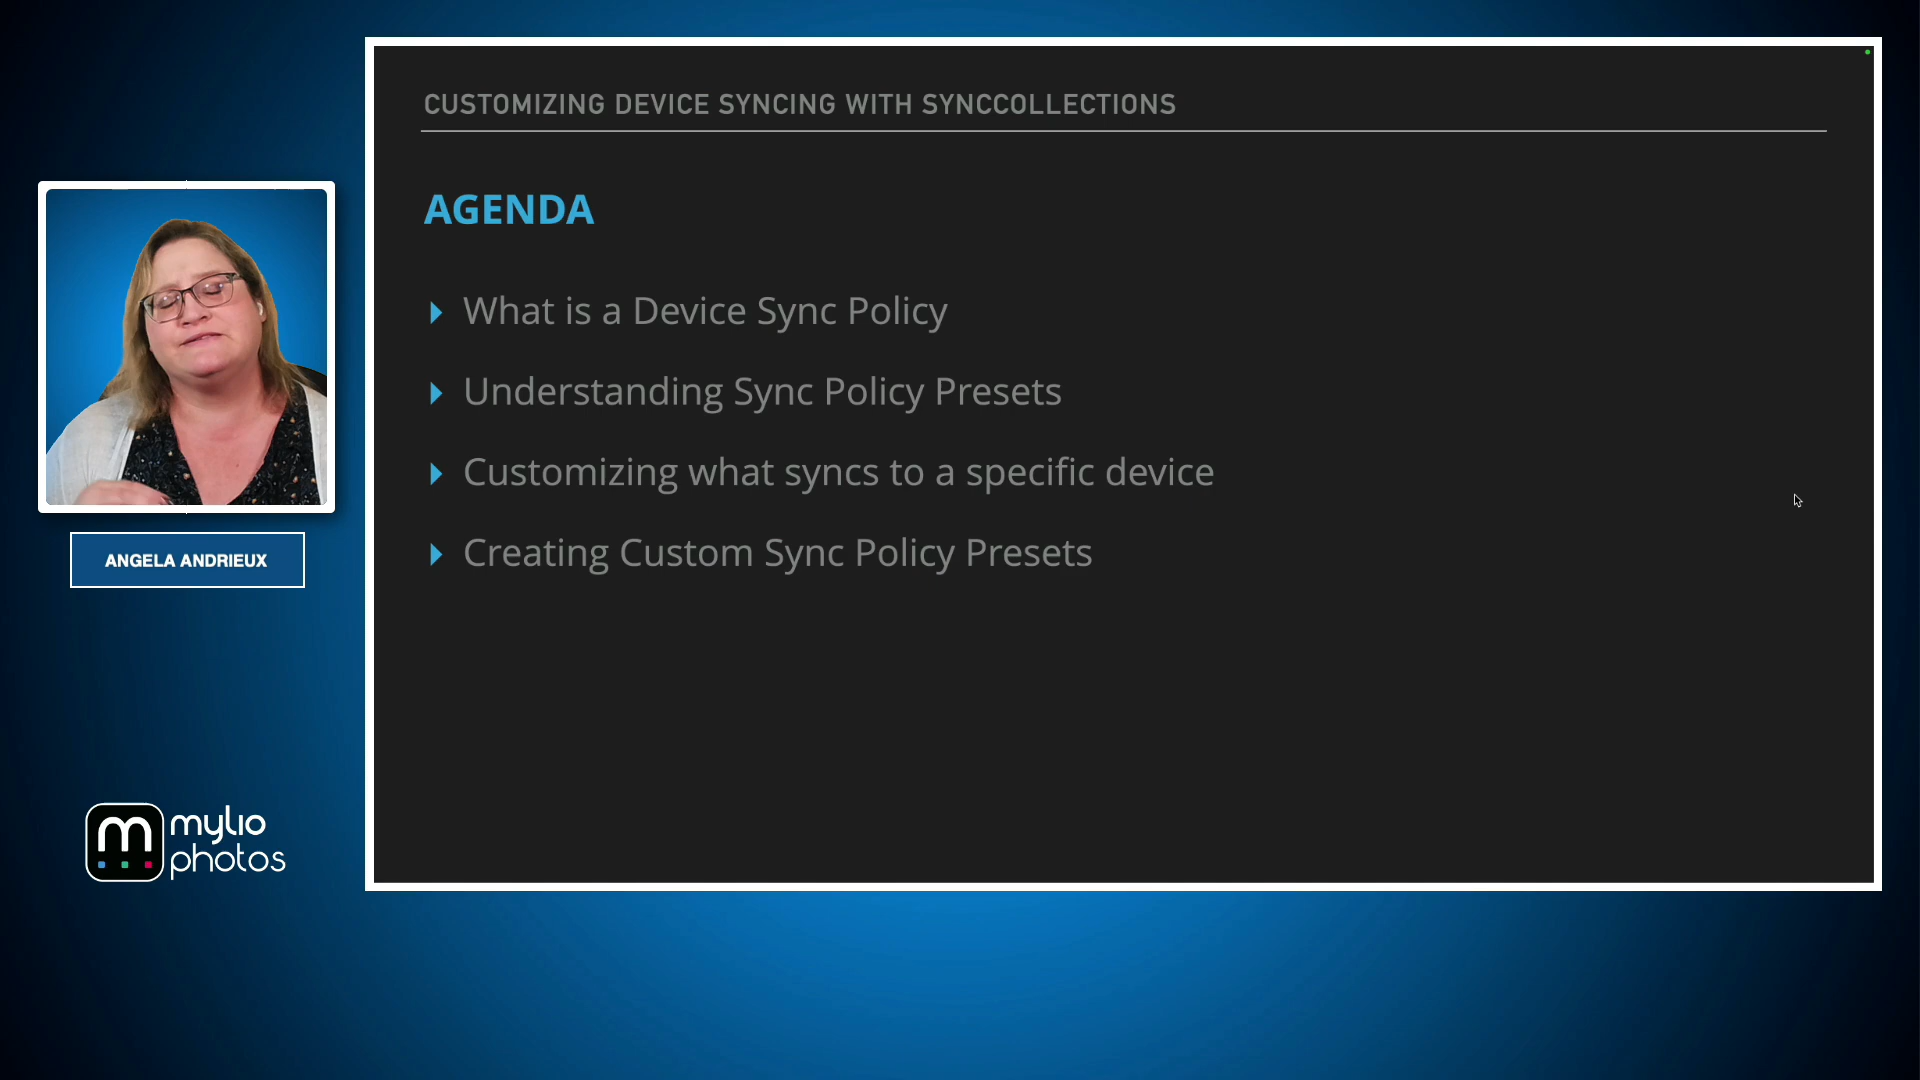 CUSTOMIZING DEVICE SYNCING WITH SYNCCOLLECTIONS
AGENDA
What is a Device Sync Policy
Understanding Sync Policy Presets
Customizing what syncs to a specific device
Creating Custom Sync Policy Presets
ANGELA ANDRIEUX
m mylio
photos